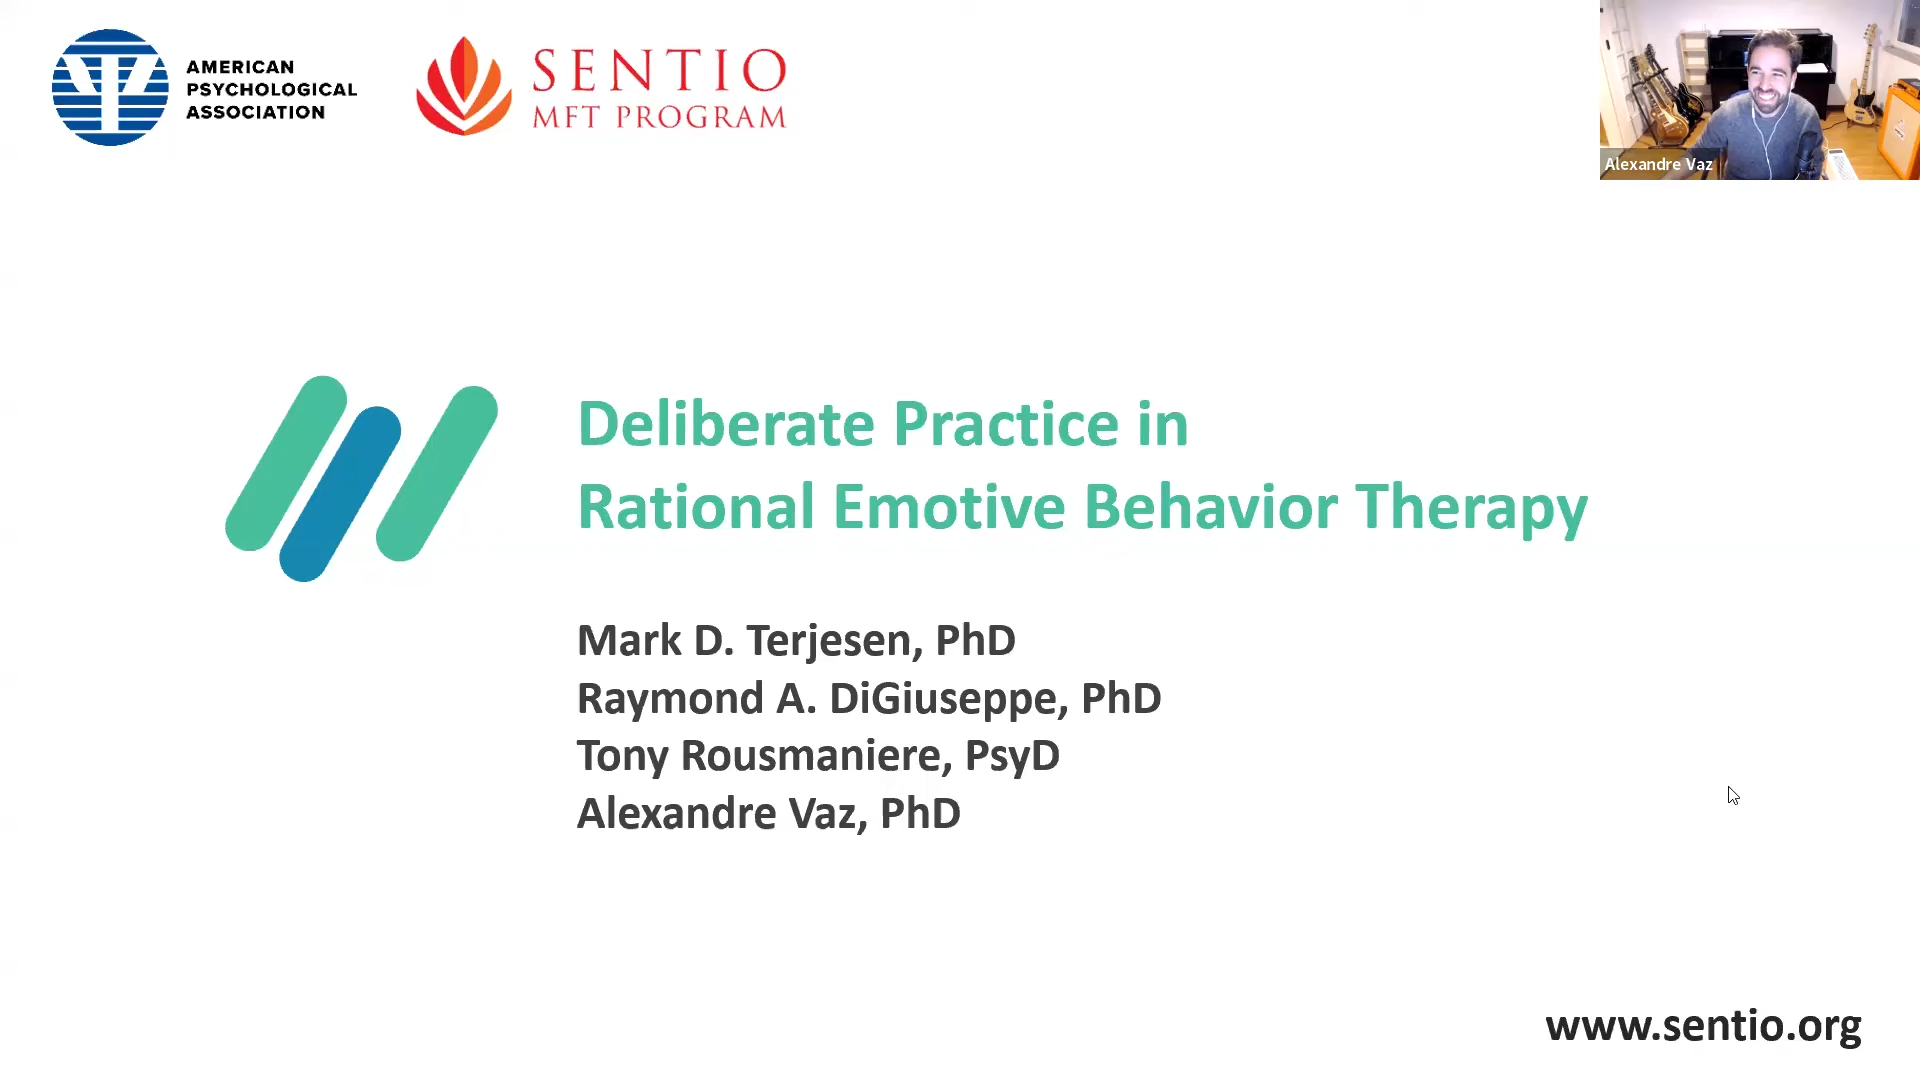 AMERICAN
PSYCHOLOGICAL
ASSOCIATION
SENTIO
MFT PROGRAM
Alexandre Vaz
Deliberate Practice in
Rational Emotive Behavior Therapy
Mark D. Terjesen, PhD
Raymond A. DiGiuseppe, PhD
Tony Rousmaniere, PsyD
Alexandre Vaz, PhD
www.sentio.org